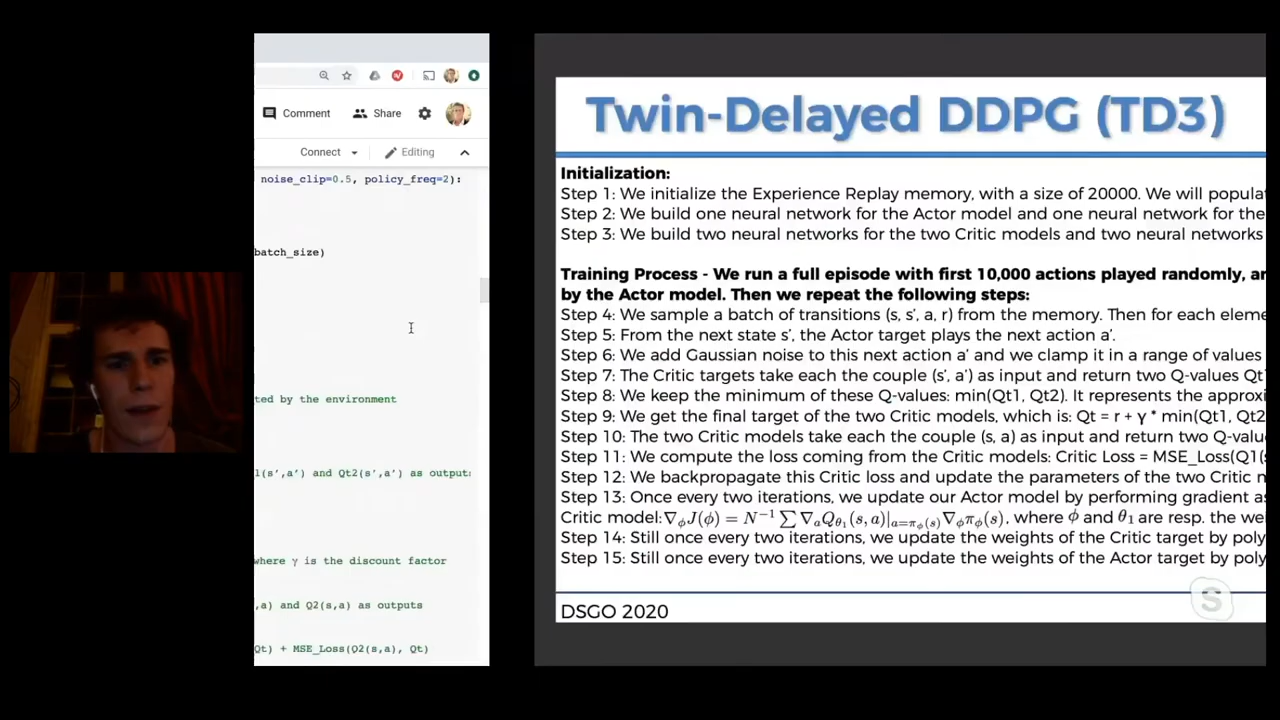 Comment Share
Connect Editing
noise_clip=0.5, policy_freq=2):
batch_size)
ted by the environment
1(s’,a’) and Qt2(s’,a’) as output
where γ is the discount factor
,a) and Q2(s,a) as outputs
Qt) + MSE_Loss(Q2(s,a), Qt)
Twin-Delayed DDPG (TD3)
Initialization:
Step 1: We initialize the Experience Replay memory, with a size of 20000. We will popula
Step 2: We build one neural network for the Actor model and one neural network for the
Step 3: We build two neural networks for the two Critic models and two neural networks
Training Process - We run a full episode with first 10,000 actions played randomly, an
by the Actor model. Then we repeat the following steps:
Step 4: We sample a batch of transitions (s, s’, a, r) from the memory. Then for each eleme
Step 5: From the next state s’, the Actor target plays the next action a’.
Step 6: We add Gaussian noise to this next action a’ and we clamp it in a range of values
Step 7: The Critic targets take each the couple (s’, a’) as input and return two Q-values Qt
Step 8: We keep the minimum of these Q-values: min(Qt1, Qt2). It represents the approxi
Step 9: We get the final target of the two Critic models, which is: Qt = r + γ * min(Qt1, Qt2
Step 10: The two Critic models take each the couple (s, a) as input and return two Q-valu
Step 11: We compute the loss coming from the Critic models: Critic Loss = MSE_Loss(Q1(s
Step 12: We backpropagate this Critic loss and update the parameters of the two Critic m
Step 13: Once every two iterations, we update our Actor model by performing gradient as
Critic model: ∇ϕJ(ϕ) = N⁻¹ ∑ ∇aQθ₁(s, a)|a=πϕ(s)∇ϕπϕ(s), where ϕ and θ₁ are resp. the wei
Step 14: Still once every two iterations, we update the weights of the Critic target by poly
Step 15: Still once every two iterations, we update the weights of the Actor target by poly
DSGO 2020